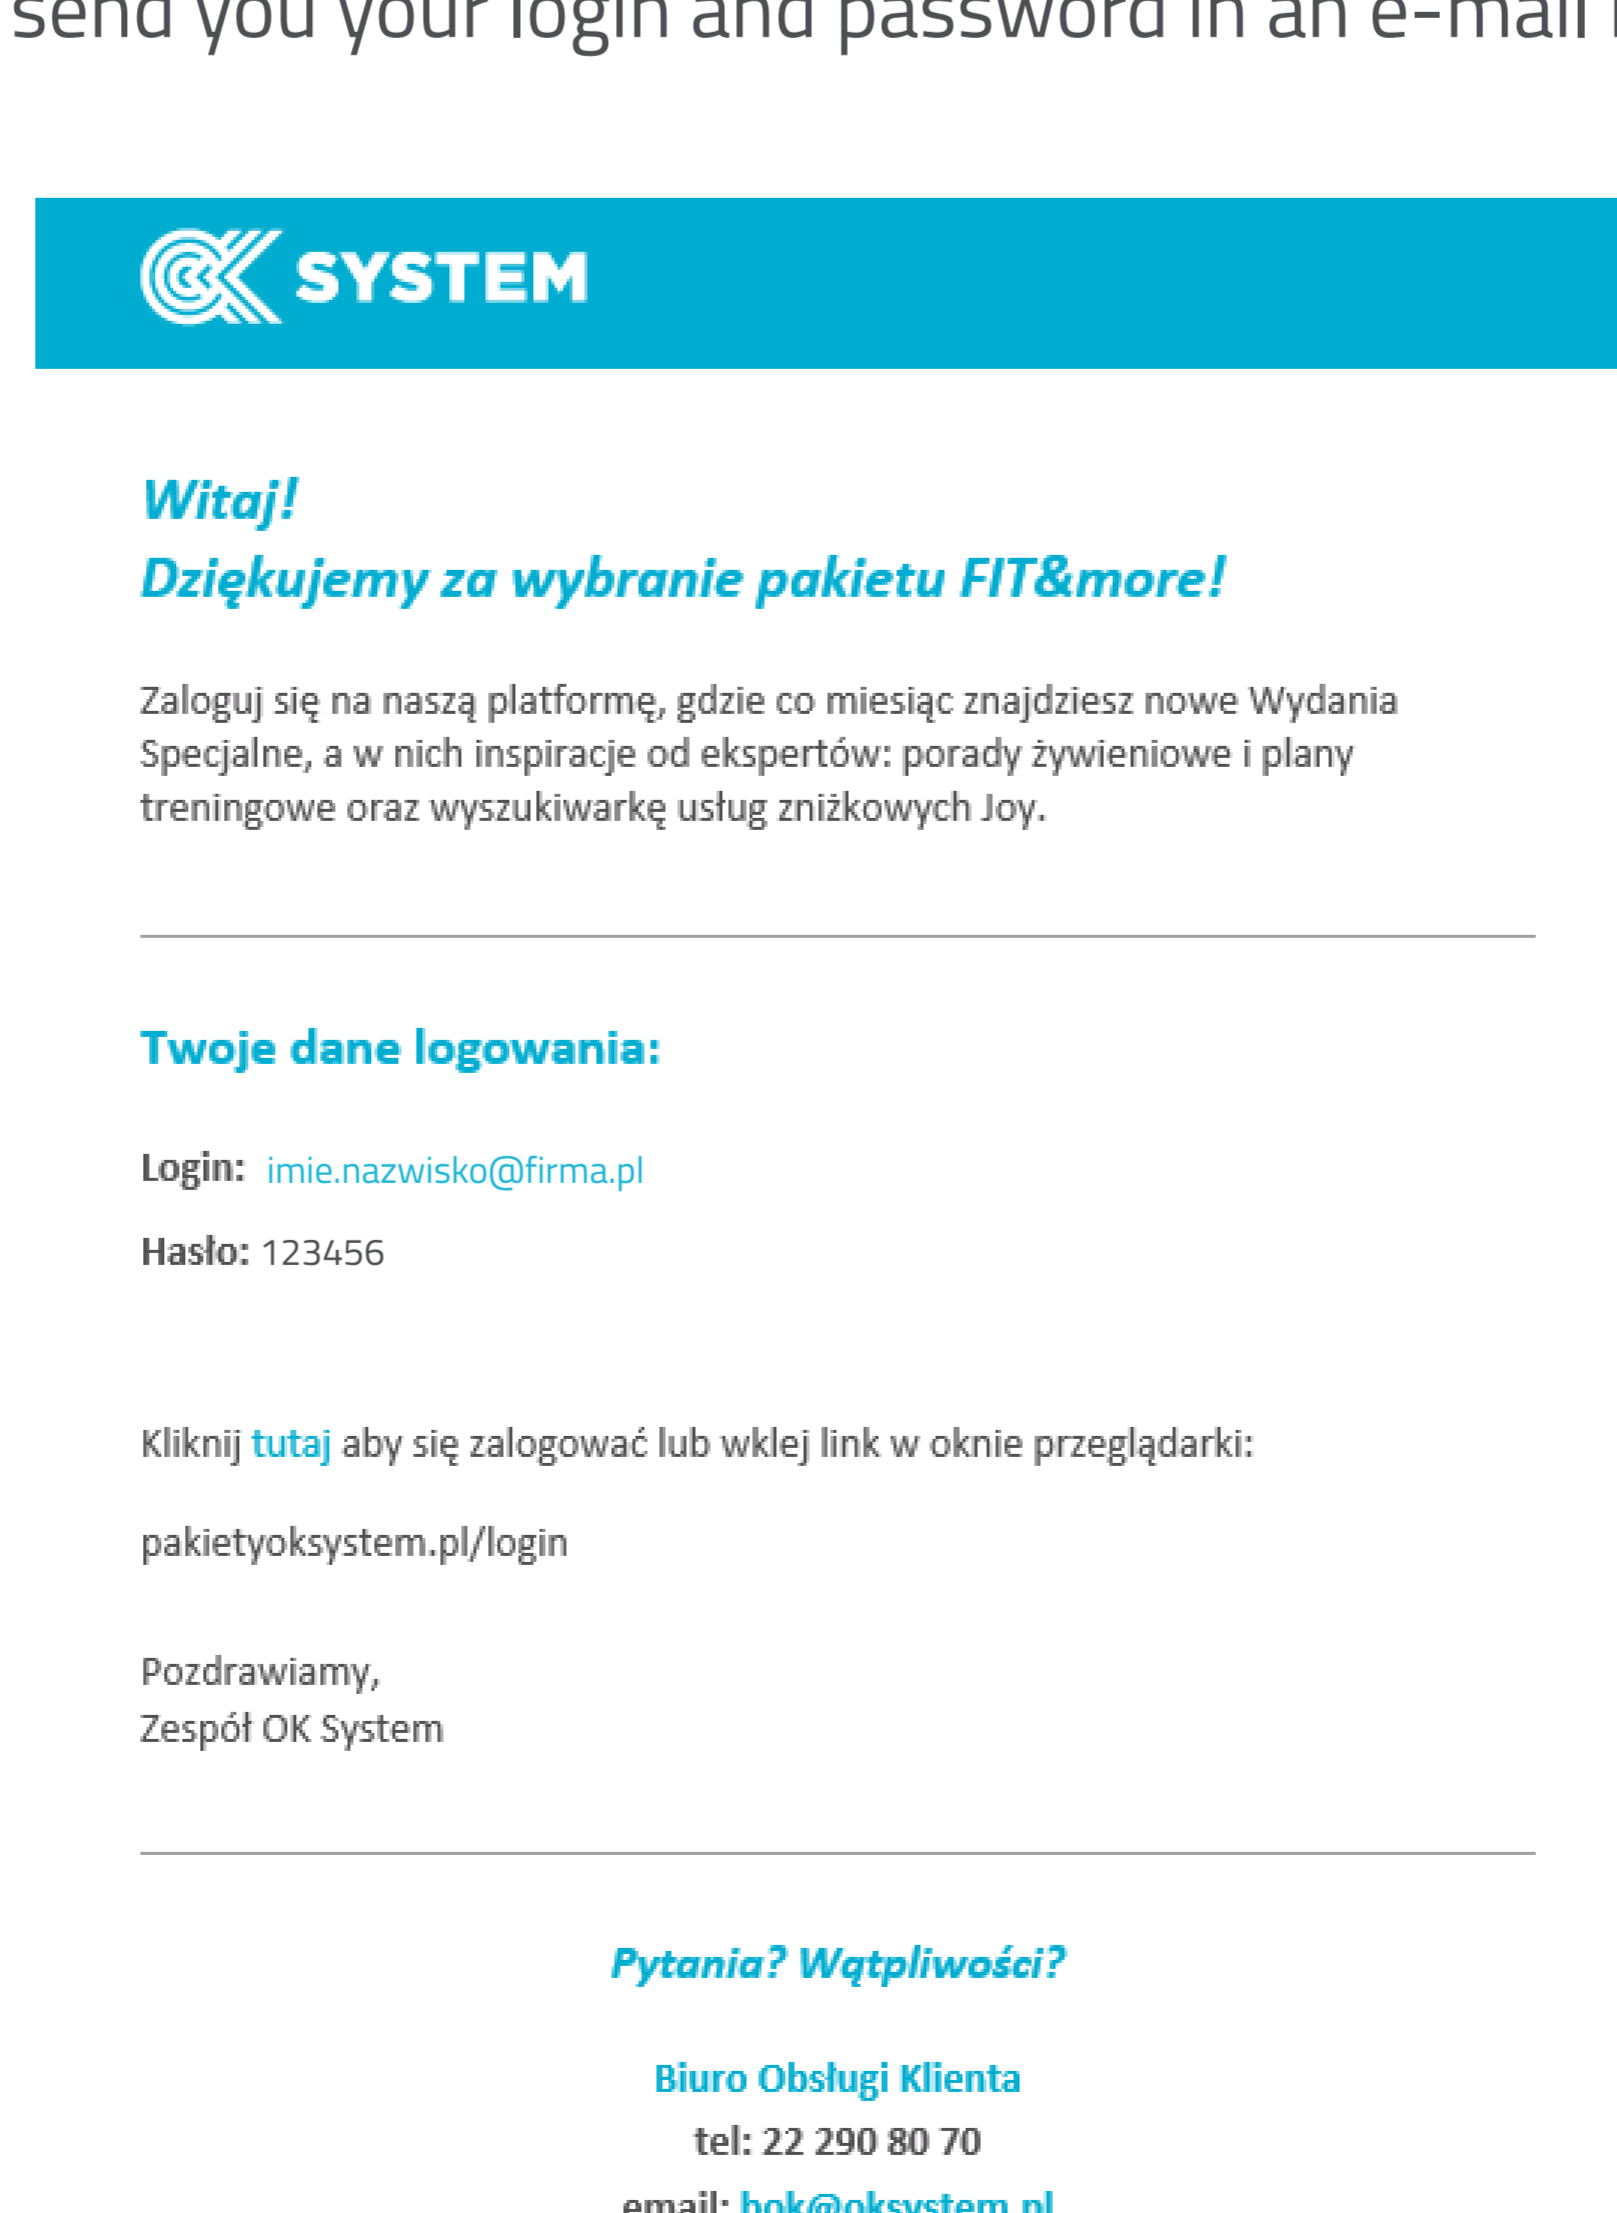 send you your login and password in an e-mail
OK SYSTEM
Witaj!
Dziękujemy za wybranie pakietu FIT&more!
Zaloguj się na naszą platformę, gdzie co miesiąc znajdziesz nowe Wydania
Specjalne, a w nich inspiracje od ekspertów: porady żywieniowe i plany
treningowe oraz wyszukiwarkę usług zniżkowych Joy.
Twoje dane logowania:
Login: imie.nazwisko@firma.pl
Hasło: 123456
Kliknij tutaj aby się zalogować lub wklej link w oknie przeglądarki:
pakietyoksystem.pl/login
Pozdrawiamy,
Zespół OK System
Pytania? Wątpliwości?
Biuro Obsługi Klienta
tel: 22 290 80 70
email: bok@oksystem.pl